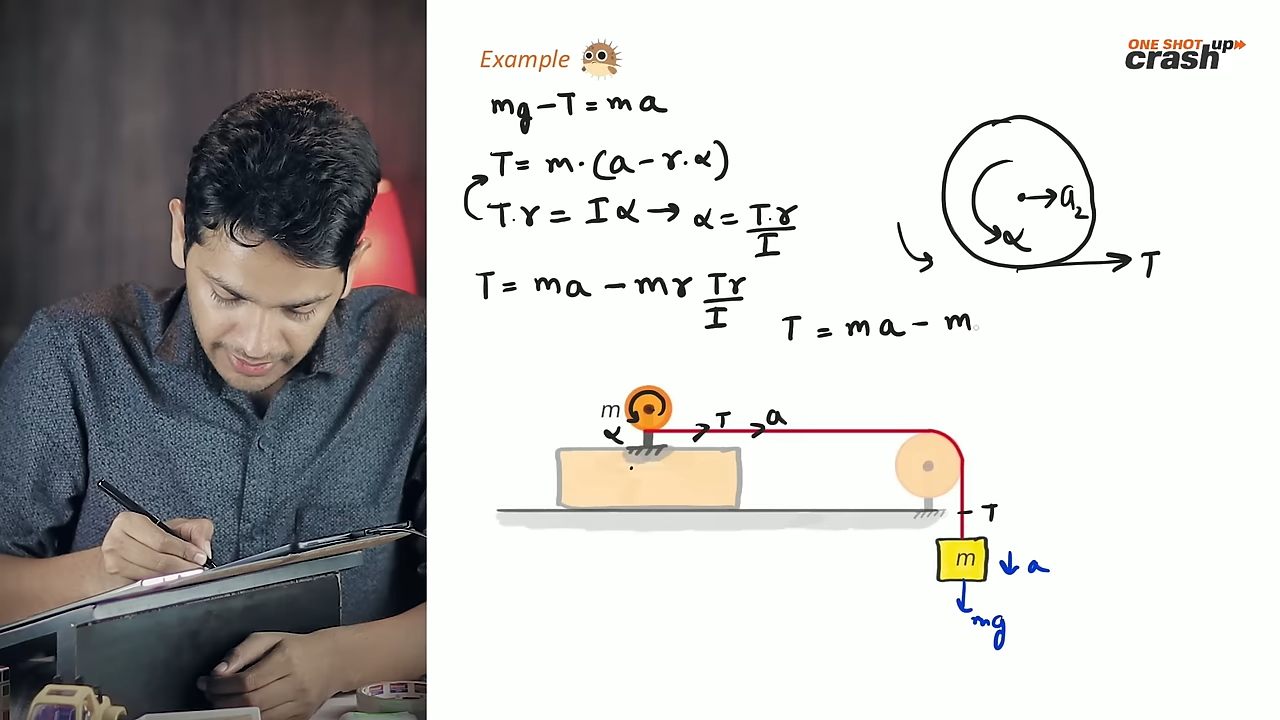 Example
ONE SHOT up
crash
mg - T = ma
T = m·(a - r·α)
T·r = Iα → α = T·r / I
T = ma - mr Tr / I
T = ma - m
α
a₂
T
m
α
T
a
T
m
a
mg